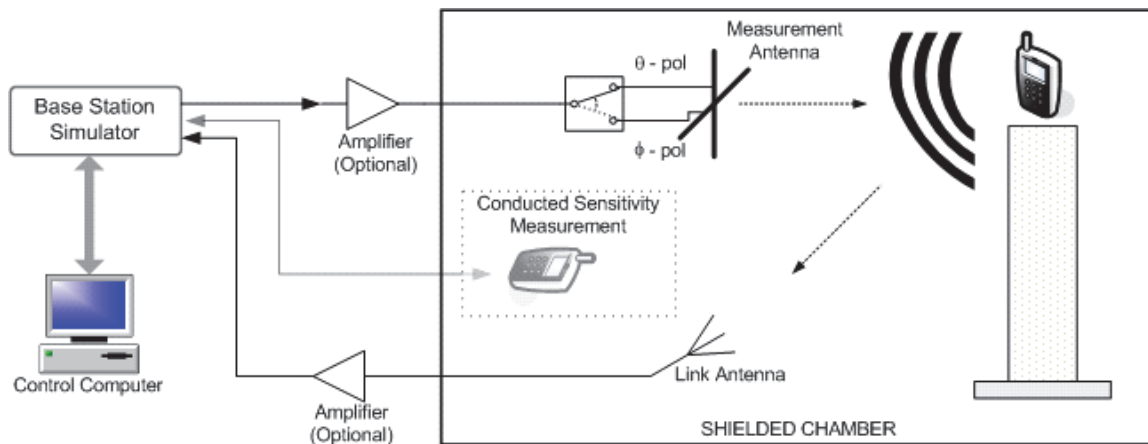 Base Station
Simulator
Amplifier
(Optional)
θ - pol
ϕ - pol
Measurement
Antenna
Conducted Sensitivity
Measurement
Control Computer
Amplifier
(Optional)
Link Antenna
SHIELDED CHAMBER